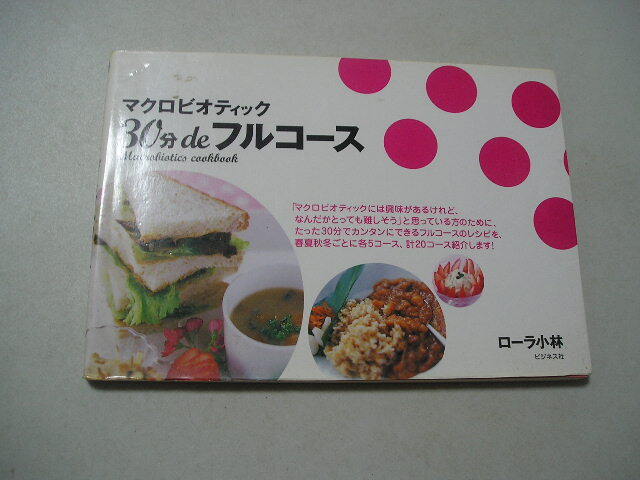 マクロビオティック
30分deフルコース
Macrobiotics cookbook
「マクロビオティックには興味があるけれど、
なんだかとっても難しそう」と思っている方のために、
たった30分でカンタンにできるフルコースのレシピを、
春夏秋冬ごとに各5コース、計20コース紹介します!
ローラ小林
ビジネス社